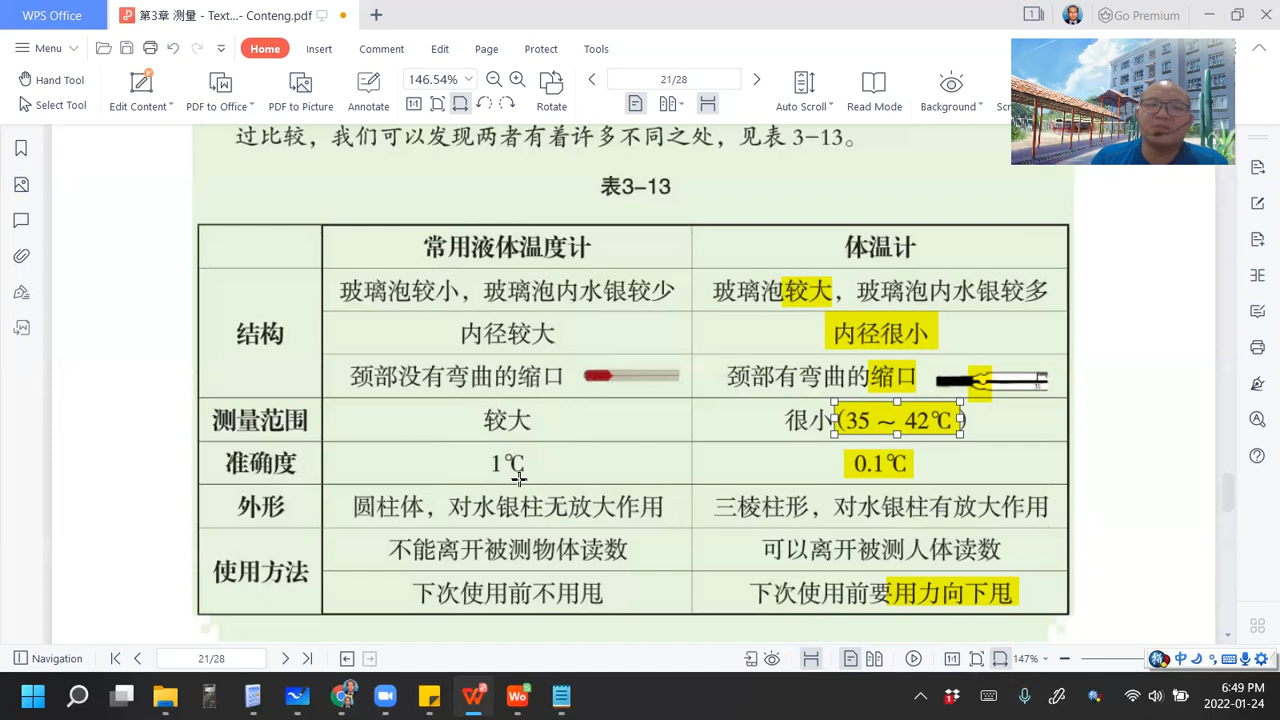 WPS Office
第3章 测量 - Text...- Conteng.pdf
Go Premium
Menu
Home
Insert
Comment
Edit
Page
Protect
Tools
Hand Tool
Select Tool
Edit Content
PDF to Office
PDF to Picture
Annotate
146.54%
Rotate
21/28
Auto Scroll
Read Mode
Background
过比较，我们可以发现两者有着许多不同之处，见表 3-13。
表3-13
常用液体温度计 体温计
结构 玻璃泡较小，玻璃泡内水银较少 玻璃泡较大，玻璃泡内水银较多
内径较大 内径很小
颈部没有弯曲的缩口 颈部有弯曲的缩口
测量范围 较大 很小(35 ~ 42℃)
准确度 1℃ 0.1℃
外形 圆柱体，对水银柱无放大作用 三棱柱形，对水银柱有放大作用
使用方法 不能离开被测物体读数 可以离开被测人体读数
下次使用前不用甩 下次使用前要用力向下甩
Navigation
21/28
147%
中
6:49 PM
2022-01-24